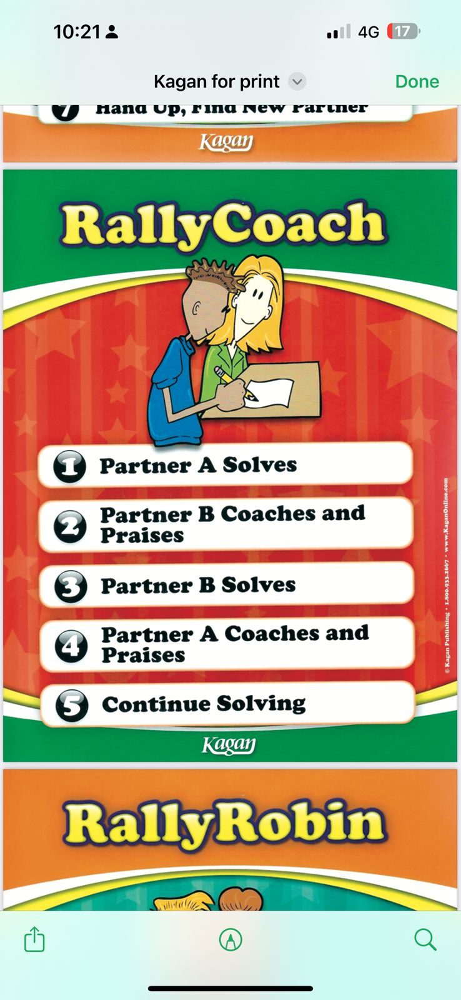 10:21
4G
17
Kagan for print
Done
7 Hand Up, Find New Partner
Kagan
RallyCoach
1 Partner A Solves
2 Partner B Coaches and
Praises
3 Partner B Solves
4 Partner A Coaches and
Praises
5 Continue Solving
© Kagan Publishing • 1.800.933.2667 • www.KaganOnline.com
Kagan
RallyRobin